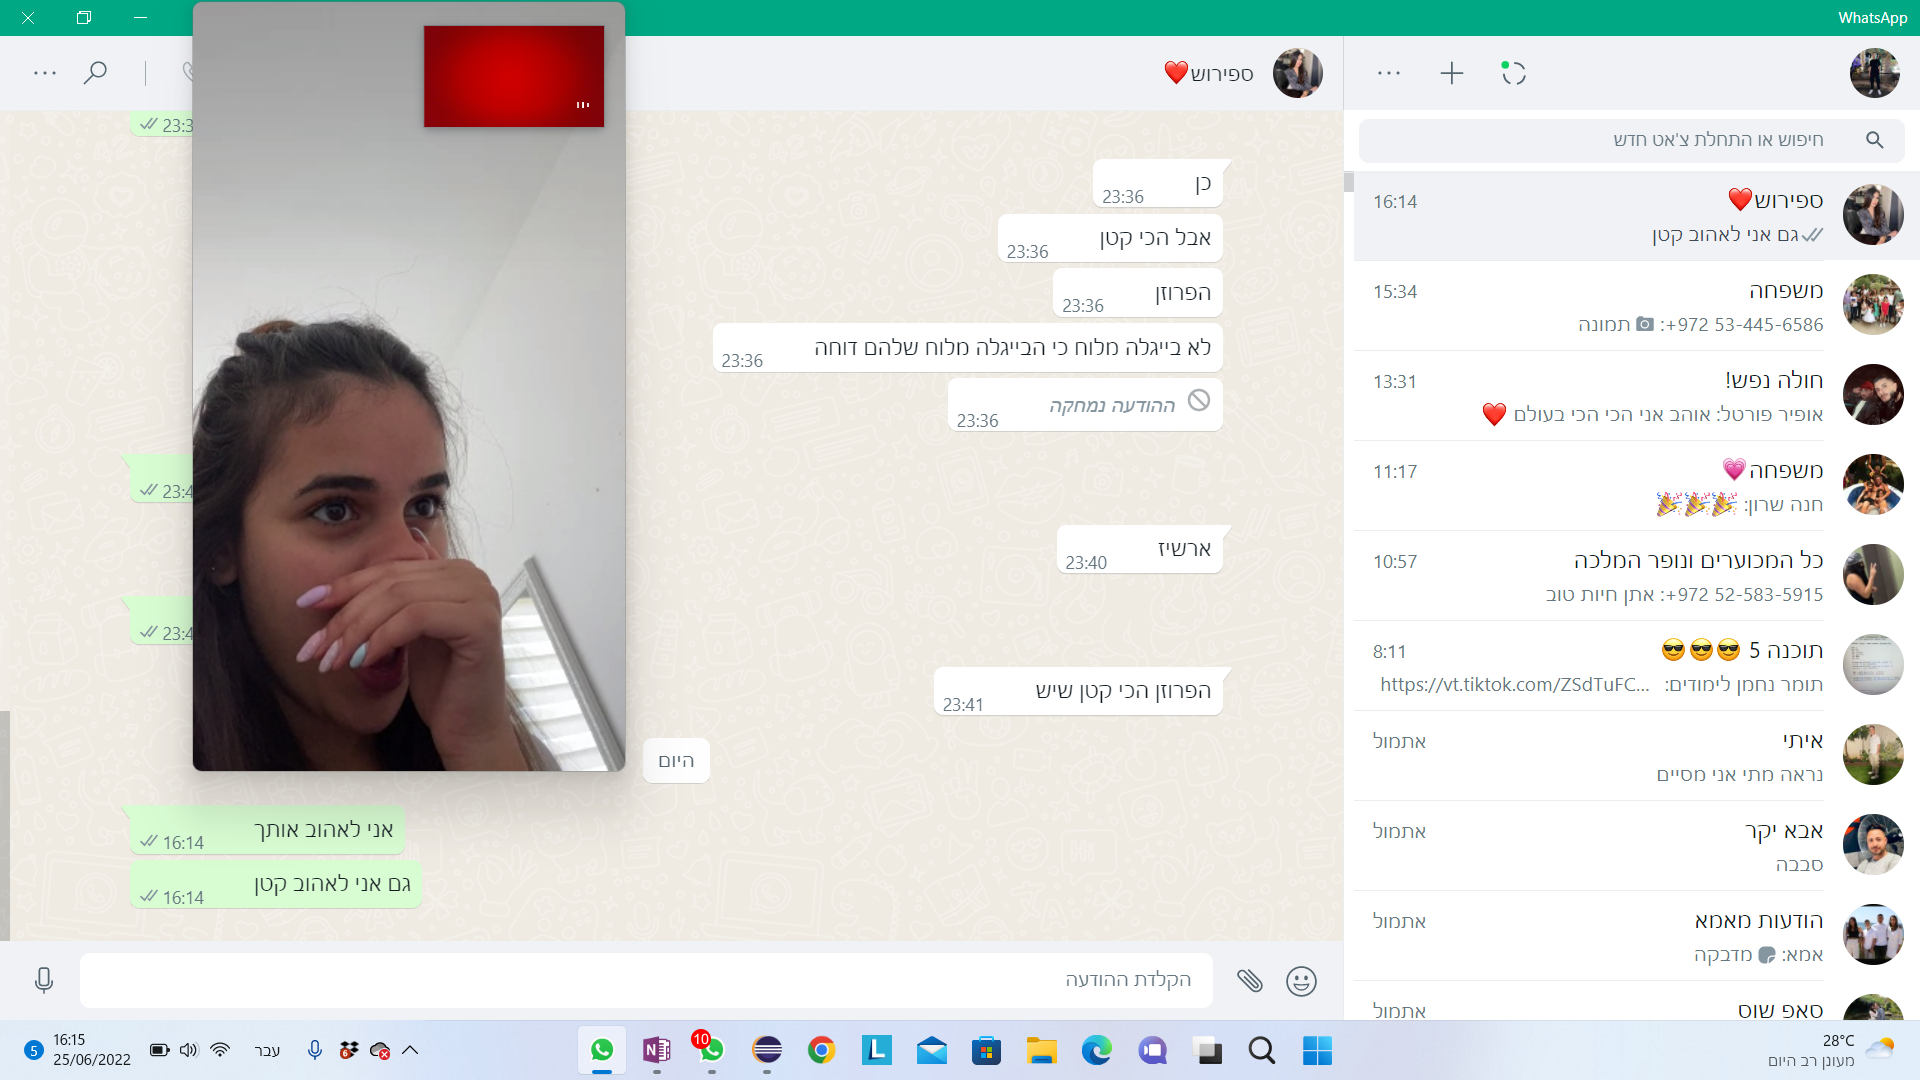 WhatsApp
ספירוש❤️
חיפוש או התחלת צ'אט חדש
23:3
כן
23:36
אבל הכי קטן
23:36
הפרוזן
23:36
לא בייגלה מלוח כי הבייגלה מלוח שלהם דוחה
23:36
ההודעה נמחקה
23:36
23:4
ארשיז
23:40
23:4
הפרוזן הכי קטן שיש
23:41
היום
אני לאהוב אותך
16:14
גם אני לאהוב קטן
16:14
הקלדת ההודעה
ספירוש❤️
16:14
גם אני לאהוב קטן
משפחה
15:34
+972 53-445-6586: תמונה
חולה נפש!
13:31
אופיר פורטל: אוהב אני הכי הכי בעולם ❤️
משפחה💗
11:17
חנה שרון: 🎉🎉🎉
כל המכוערים ונופר המלכה
10:57
+972 52-583-5915: אתן חיות טוב
תוכנה 5 😎😎😎
8:11
תומר נחמן לימודים: https://vt.tiktok.com/ZSdTuFC...
איתי
אתמול
נראה מתי אני מסיים
אבא יקר
אתמול
סבבה
הודעות מאמא
אתמול
אמא: מדבקה
סאפ שוס
אתמול
28°C
מעונן רב היום
10
6
עבר
16:15
25/06/2022
5